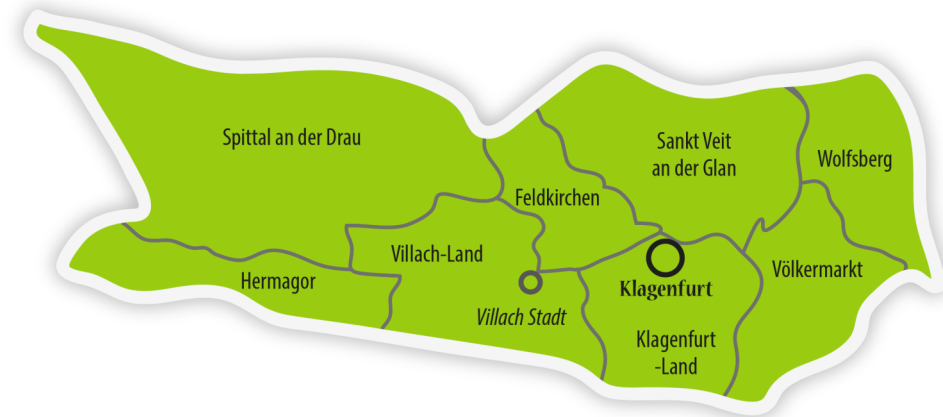 Spittal an der Drau
Sankt Veit
an der Glan
Wolfsberg
Feldkirchen
Villach-Land
Hermagor
Völkermarkt
Klagenfurt
Villach Stadt
Klagenfurt
-Land